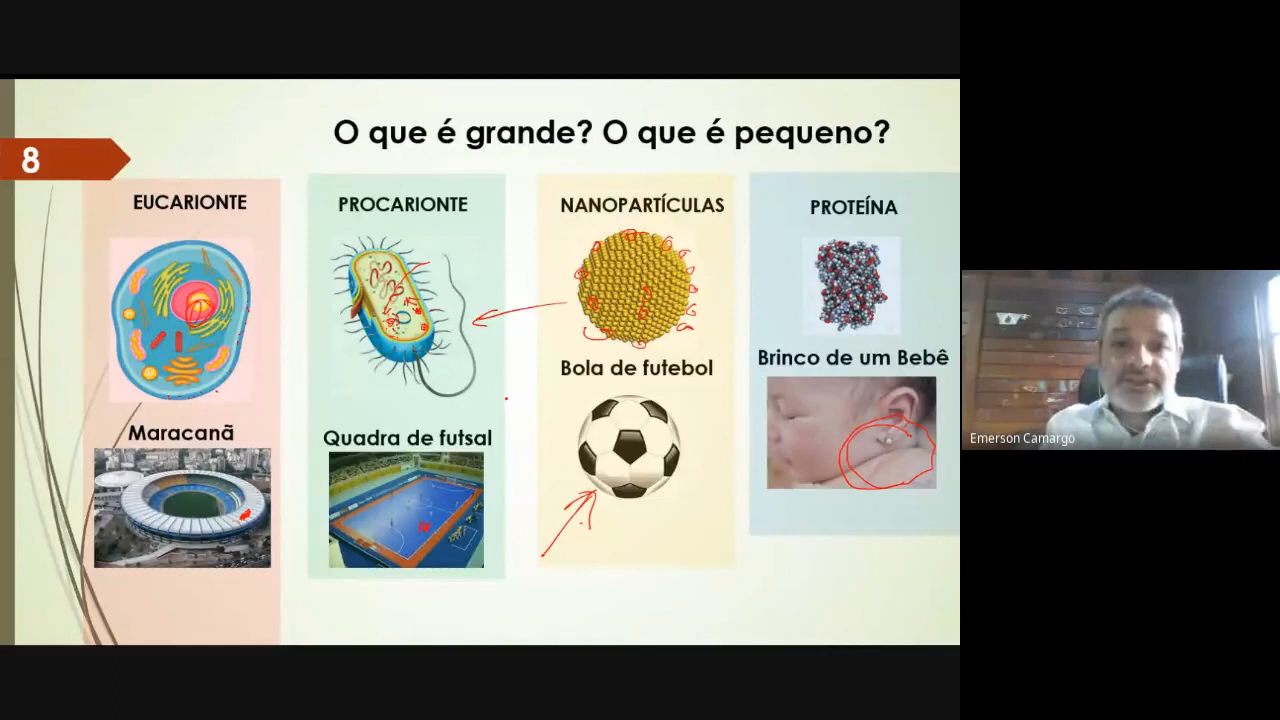 O que é grande? O que é pequeno?
8
EUCARIONTE
PROCARIONTE
NANOPARTÍCULAS
PROTEÍNA
Bola de futebol
Brinco de um Bebê
Maracanã
Quadra de futsal
Emerson Camargo